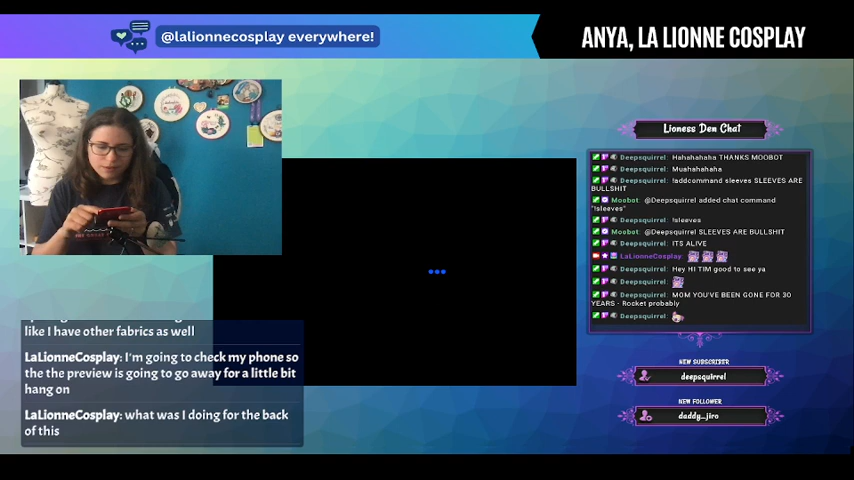 @lalionnecosplay everywhere!
ANYA, LA LIONNE COSPLAY
Lioness Den Chat
Deepsquirrel: Hahahahaha THANKS MOOBOT
Deepsquirrel: Muahahahaha
Deepsquirrel: !addcommand sleeves SLEEVES ARE
BULLSHIT
Moobot: @Deepsquirrel added chat command
"!sleeves"
Deepsquirrel: !sleeves
Moobot: @Deepsquirrel SLEEVES ARE BULLSHIT
Deepsquirrel: ITS ALIVE
LaLionneCosplay:
Deepsquirrel: Hey HI TIM good to see ya
Deepsquirrel:
Deepsquirrel: MOM YOU'VE BEEN GONE FOR 30
YEARS - Rocket probably
Deepsquirrel:
like I have other fabrics as well
LaLionneCosplay: I'm going to check my phone so
the the preview is going to go away for a little bit
hang on
LaLionneCosplay: what was I doing for the back
of this
NEW SUBSCRIBER
deepsquirrel
NEW FOLLOWER
daddy_jiro